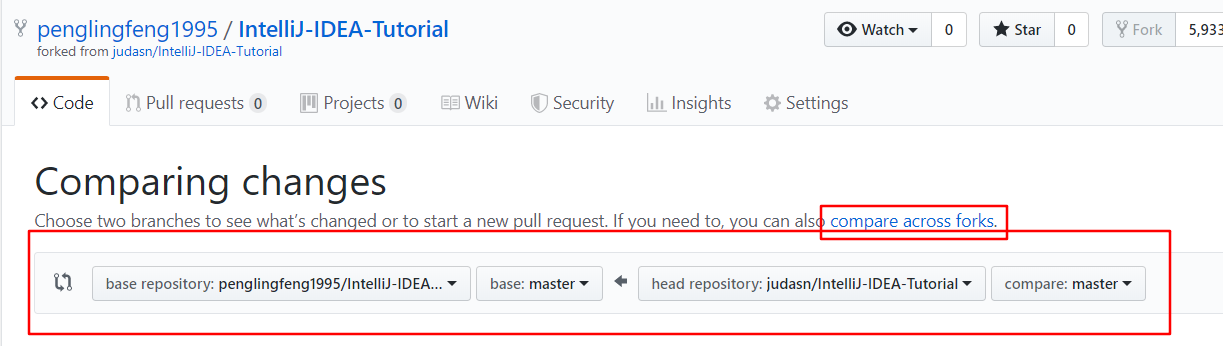 penglingfeng1995 / IntelliJ-IDEA-Tutorial
Watch 0 Star 0 Fork 5,933
forked from judasn/IntelliJ-IDEA-Tutorial
Code Pull requests 0 Projects 0 Wiki Security Insights Settings
Comparing changes
Choose two branches to see what's changed or to start a new pull request. If you need to, you can also compare across forks.
base repository: penglingfeng1995/IntelliJ-IDEA... base: master head repository: judasn/IntelliJ-IDEA-Tutorial compare: master